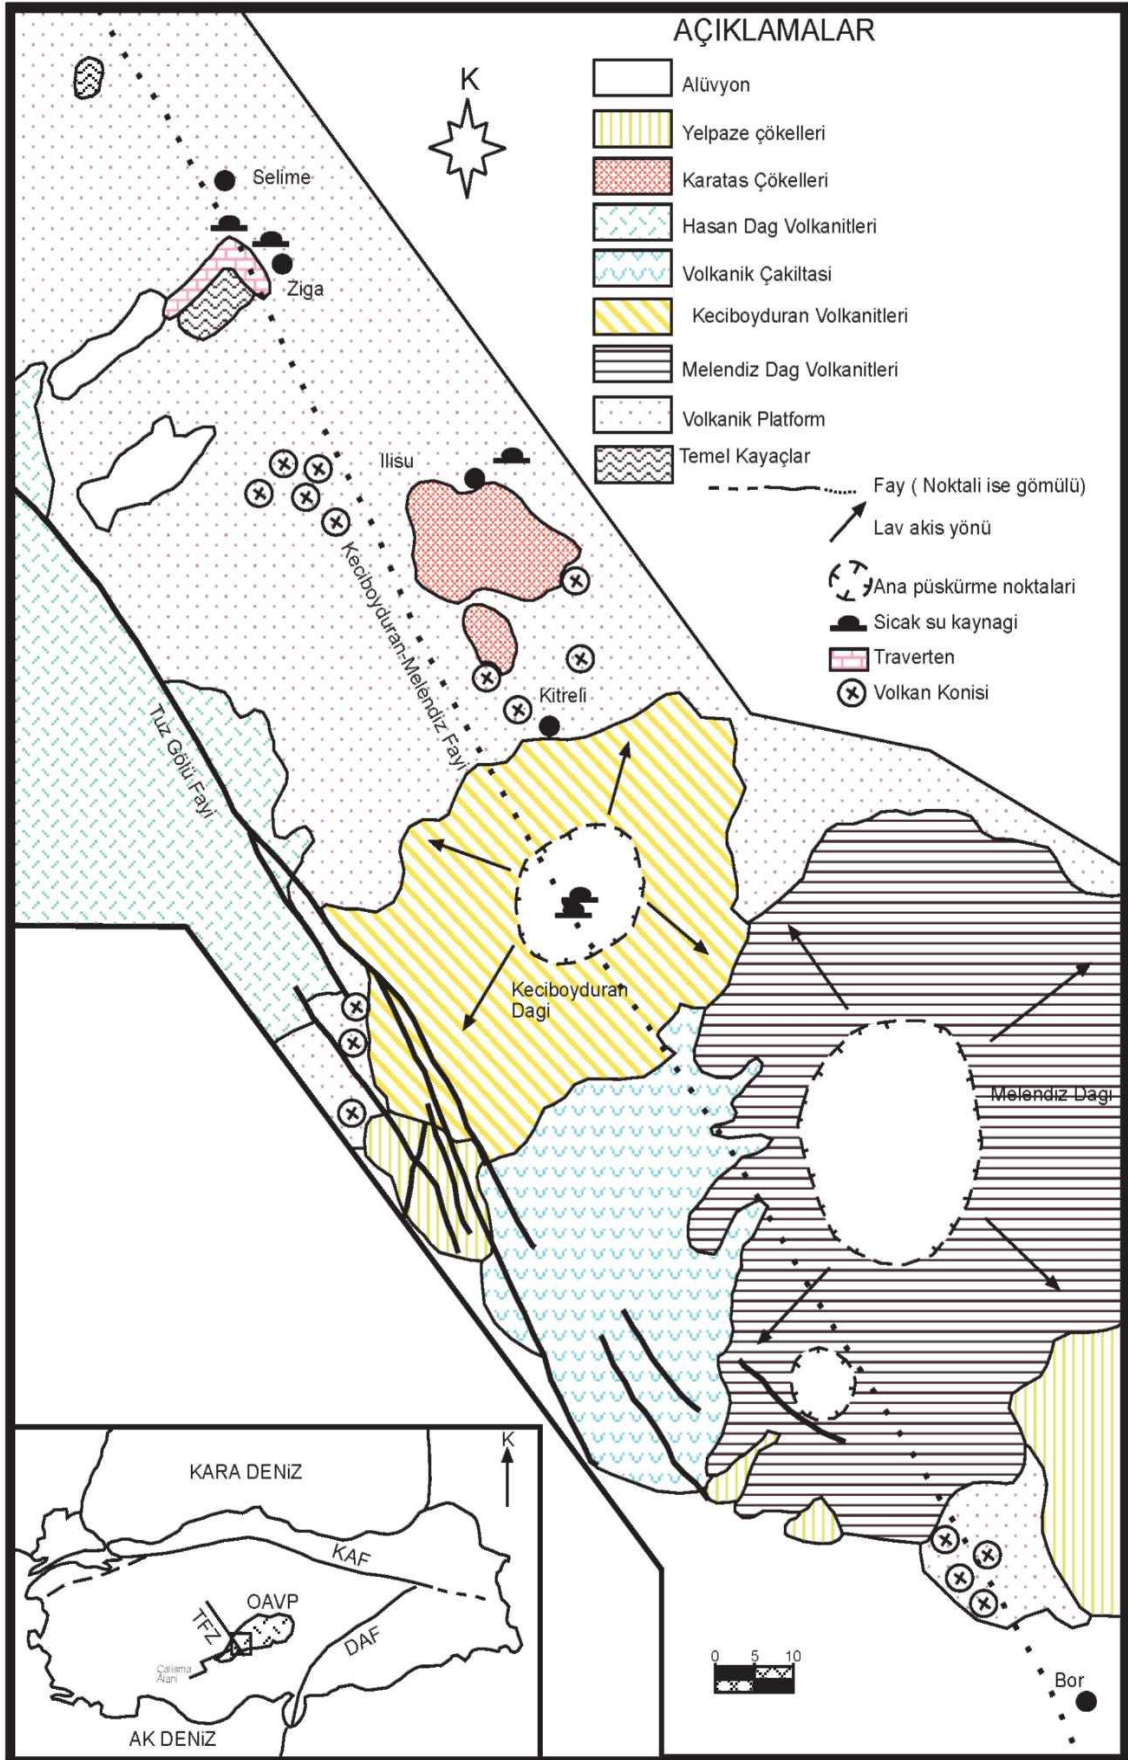 AÇIKLAMALAR
K
Alüvyon
Yelpaze çökelleri
Karatas Çökelleri
Hasan Dag Volkanitleri
Volkanik Çakiltasi
Keciboyduran Volkanitleri
Melendiz Dag Volkanitleri
Volkanik Platform
Temel Kayaçlar
Fay ( Noktali ise gömülü)
Lav akis yönü
Ana püskürme noktalari
Sicak su kaynagi
Traverten
Volkan Konisi
Selime
Ziga
Ilisu
Keciboyduran-Melendiz Fayi
Kitreli
Tuz Gölü Fayi
Keciboyduran
Dagi
Melendiz Dagi
K
KARA DENiZ
KAF
OAVP
TFZ
DAF
Calisma
Alani
AK DENiZ
0 5 10
Bor